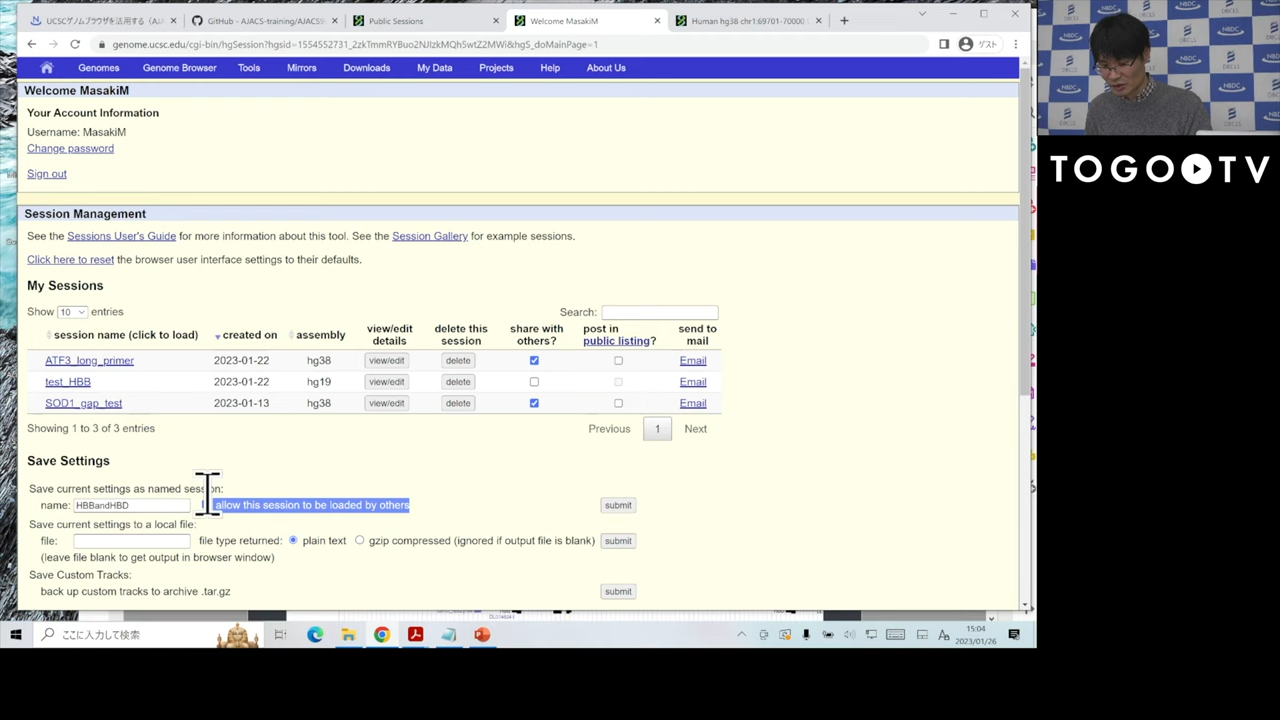 UCSCゲノムブラウザを活用する（AJA
GitHub - AJACS-training/AJACS9
Public Sessions
Welcome MasakiM
Human hg38 chr1:69701-70000
genome.ucsc.edu/cgi-bin/hgSession?hgsid=1554552731_2zkTmmRYBuo2NJIzkMQh5wtZ2MWi&hgS_doMainPage=1
ゲスト
Genomes Genome Browser Tools Mirrors Downloads My Data Projects Help About Us
Welcome MasakiM
Your Account Information
Username: MasakiM
Change password
Sign out
Session Management
See the Sessions User's Guide for more information about this tool. See the Session Gallery for example sessions.
Click here to reset the browser user interface settings to their defaults.
My Sessions
Show 10 entries Search:
session name (click to load) created on assembly view/edit details delete this session share with others? post in public listing? send to mail
ATF3_long_primer 2023-01-22 hg38 view/edit delete Email
test_HBB 2023-01-22 hg19 view/edit delete Email
SOD1_gap_test 2023-01-13 hg38 view/edit delete Email
Showing 1 to 3 of 3 entries Previous 1 Next
Save Settings
Save current settings as named session:
name: HBBandHBD allow this session to be loaded by others submit
Save current settings to a local file:
file: file type returned: plain text gzip compressed (ignored if output file is blank) submit
(leave file blank to get output in browser window)
Save Custom Tracks:
back up custom tracks to archive .tar.gz submit
ここに入力して検索
15:04
2023/01/26
TOGO TV
NBDC
DBCLS